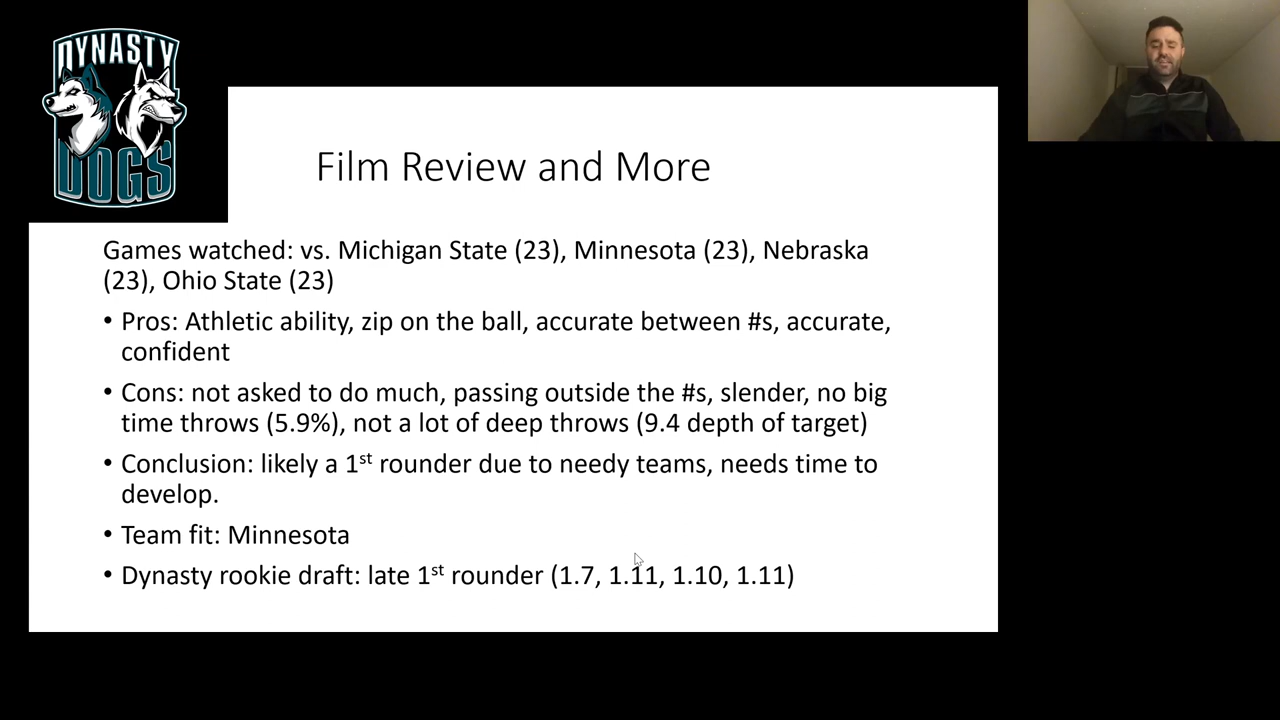 DYNASTY
DOGS
Film Review and More
Games watched: vs. Michigan State (23), Minnesota (23), Nebraska
(23), Ohio State (23)
• Pros: Athletic ability, zip on the ball, accurate between #s, accurate,
confident
• Cons: not asked to do much, passing outside the #s, slender, no big
time throws (5.9%), not a lot of deep throws (9.4 depth of target)
• Conclusion: likely a 1st rounder due to needy teams, needs time to
develop.
• Team fit: Minnesota
• Dynasty rookie draft: late 1st rounder (1.7, 1.11, 1.10, 1.11)